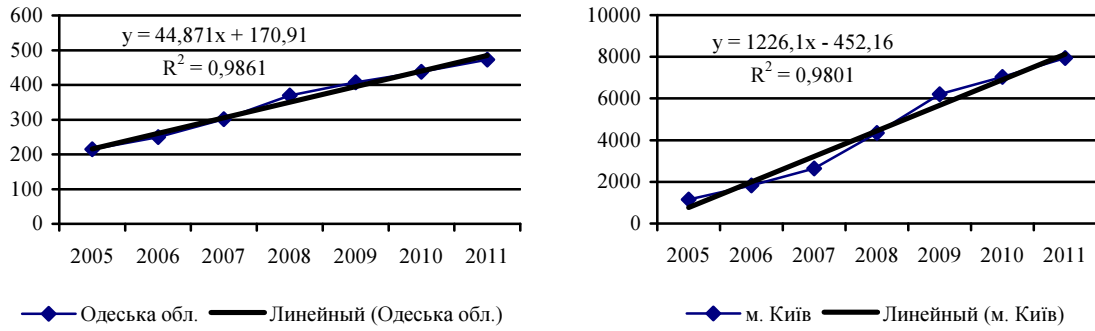 600
500
400
300
200
100
0
y = 44,871x + 170,91
R² = 0,9861
2005 2006 2007 2008 2009 2010 2011
Одеська обл. Линейный (Одеська обл.)
10000
8000
6000
4000
2000
0
y = 1226,1x - 452,16
R² = 0,9801
2005 2006 2007 2008 2009 2010 2011
м. Київ Линейный (м. Київ)